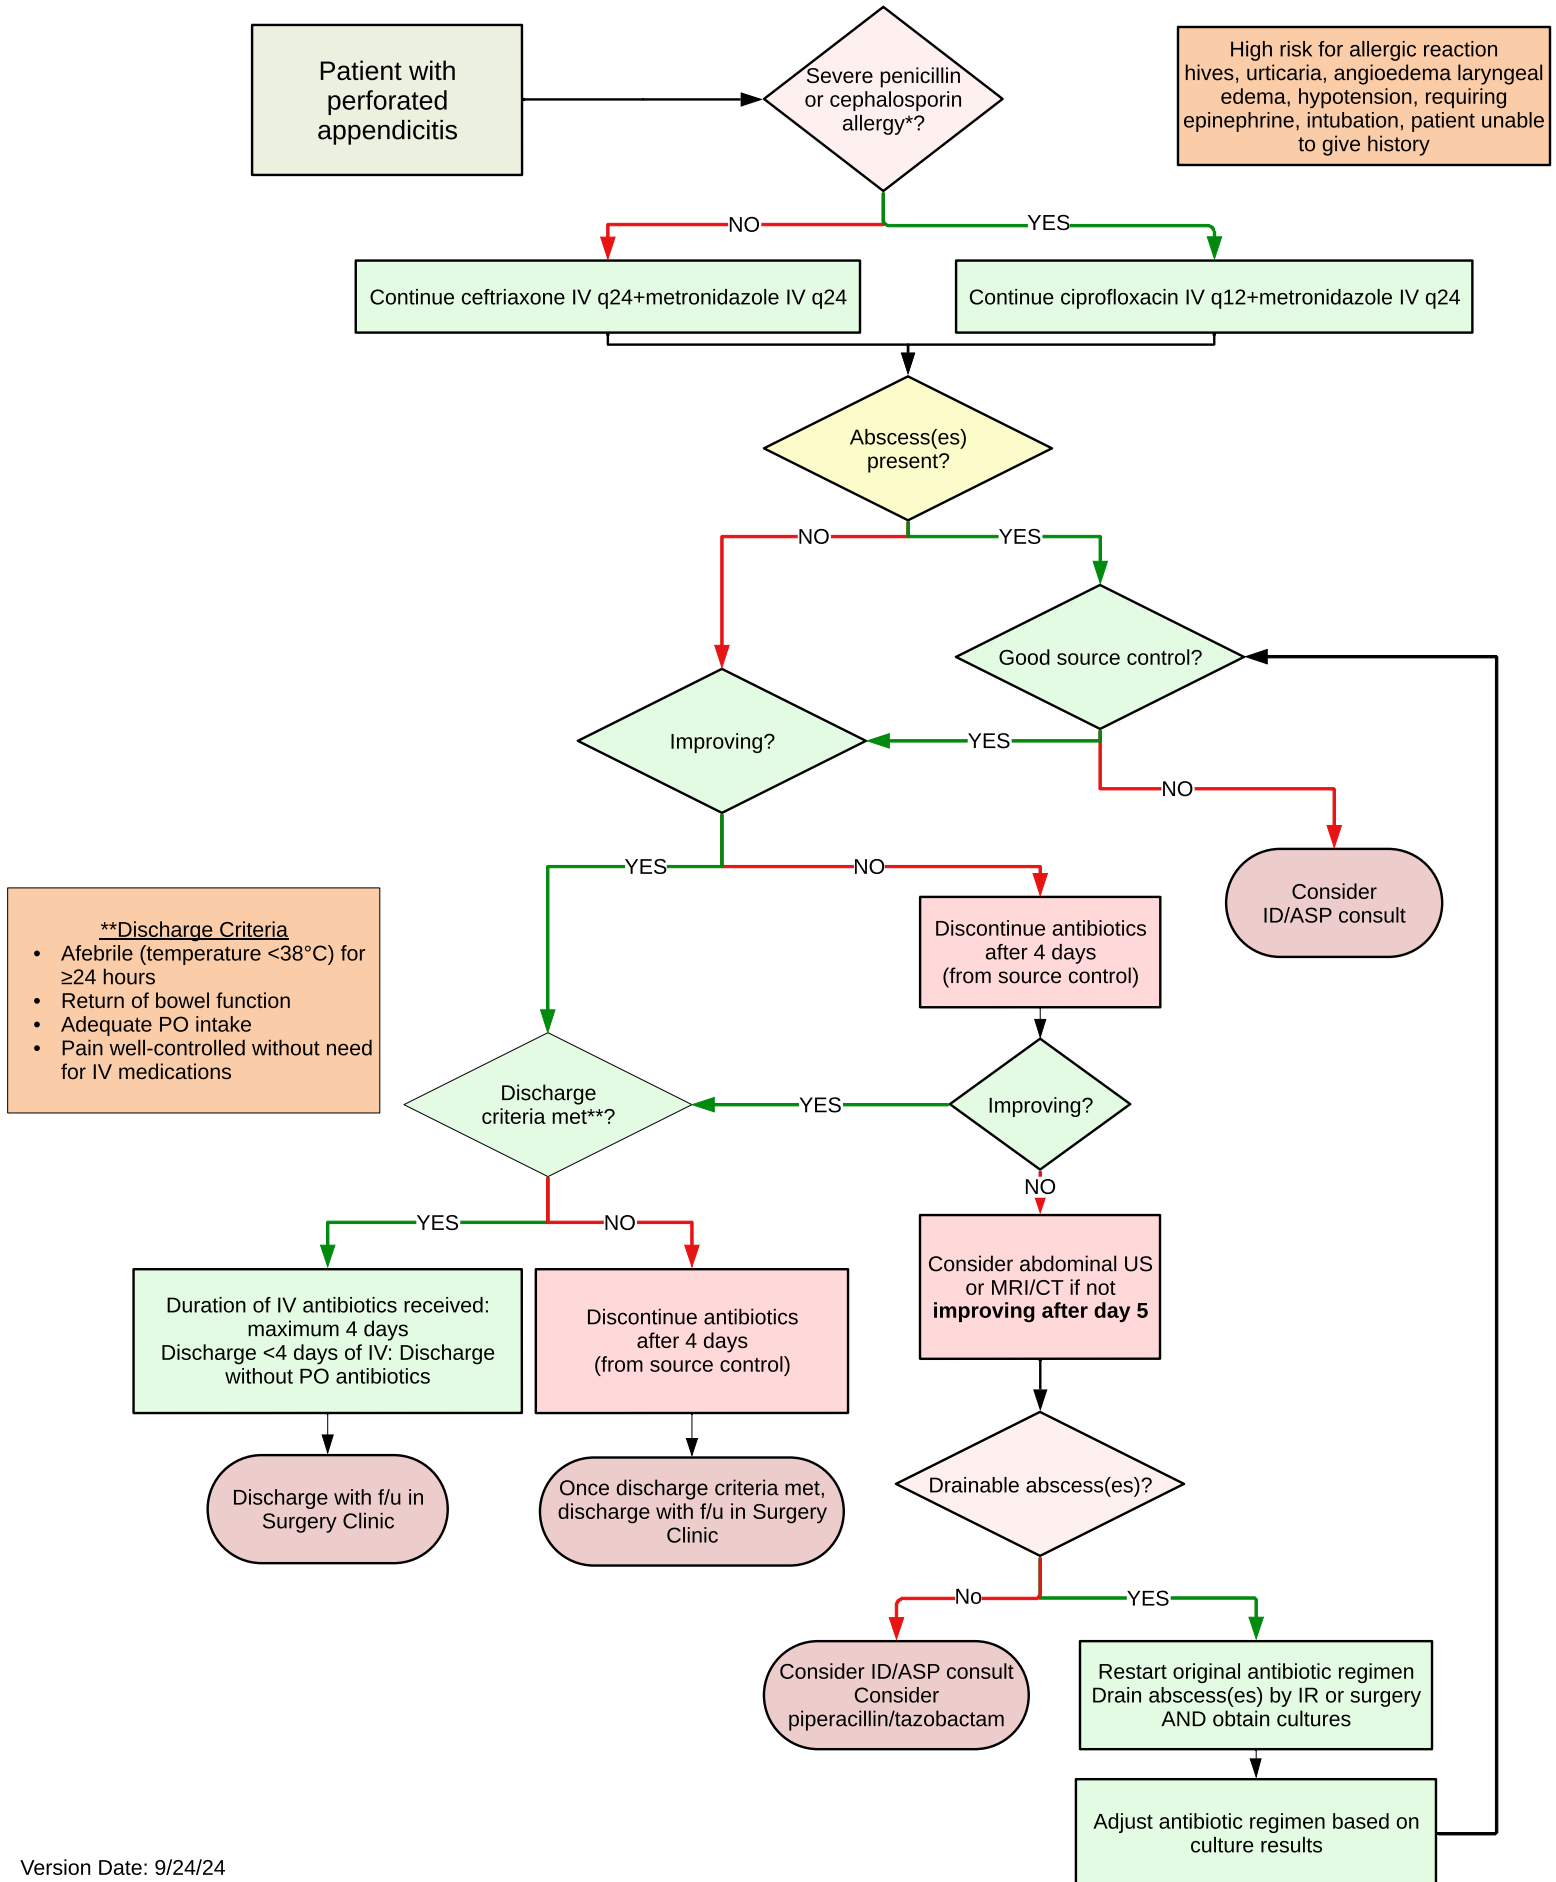 Patient with
perforated
appendicitis
Severe penicillin
or cephalosporin
allergy*?
High risk for allergic reaction
hives, urticaria, angioedema laryngeal
edema, hypotension, requiring
epinephrine, intubation, patient unable
to give history
NO
YES
Continue ceftriaxone IV q24+metronidazole IV q24
Continue ciprofloxacin IV q12+metronidazole IV q24
Abscess(es)
present?
NO
YES
Good source control?
Improving?
YES
NO
Consider
ID/ASP consult
YES
NO
**Discharge Criteria
• Afebrile (temperature <38°C) for
≥24 hours
• Return of bowel function
• Adequate PO intake
• Pain well-controlled without need
for IV medications
Discontinue antibiotics
after 4 days
(from source control)
Discharge
criteria met**?
YES
Improving?
NO
YES
NO
Duration of IV antibiotics received:
maximum 4 days
Discharge <4 days of IV: Discharge
without PO antibiotics
Discontinue antibiotics
after 4 days
(from source control)
Consider abdominal US
or MRI/CT if not
improving after day 5
Discharge with f/u in
Surgery Clinic
Once discharge criteria met,
discharge with f/u in Surgery
Clinic
Drainable abscess(es)?
No
YES
Consider ID/ASP consult
Consider
piperacillin/tazobactam
Restart original antibiotic regimen
Drain abscess(es) by IR or surgery
AND obtain cultures
Adjust antibiotic regimen based on
culture results
Version Date: 9/24/24